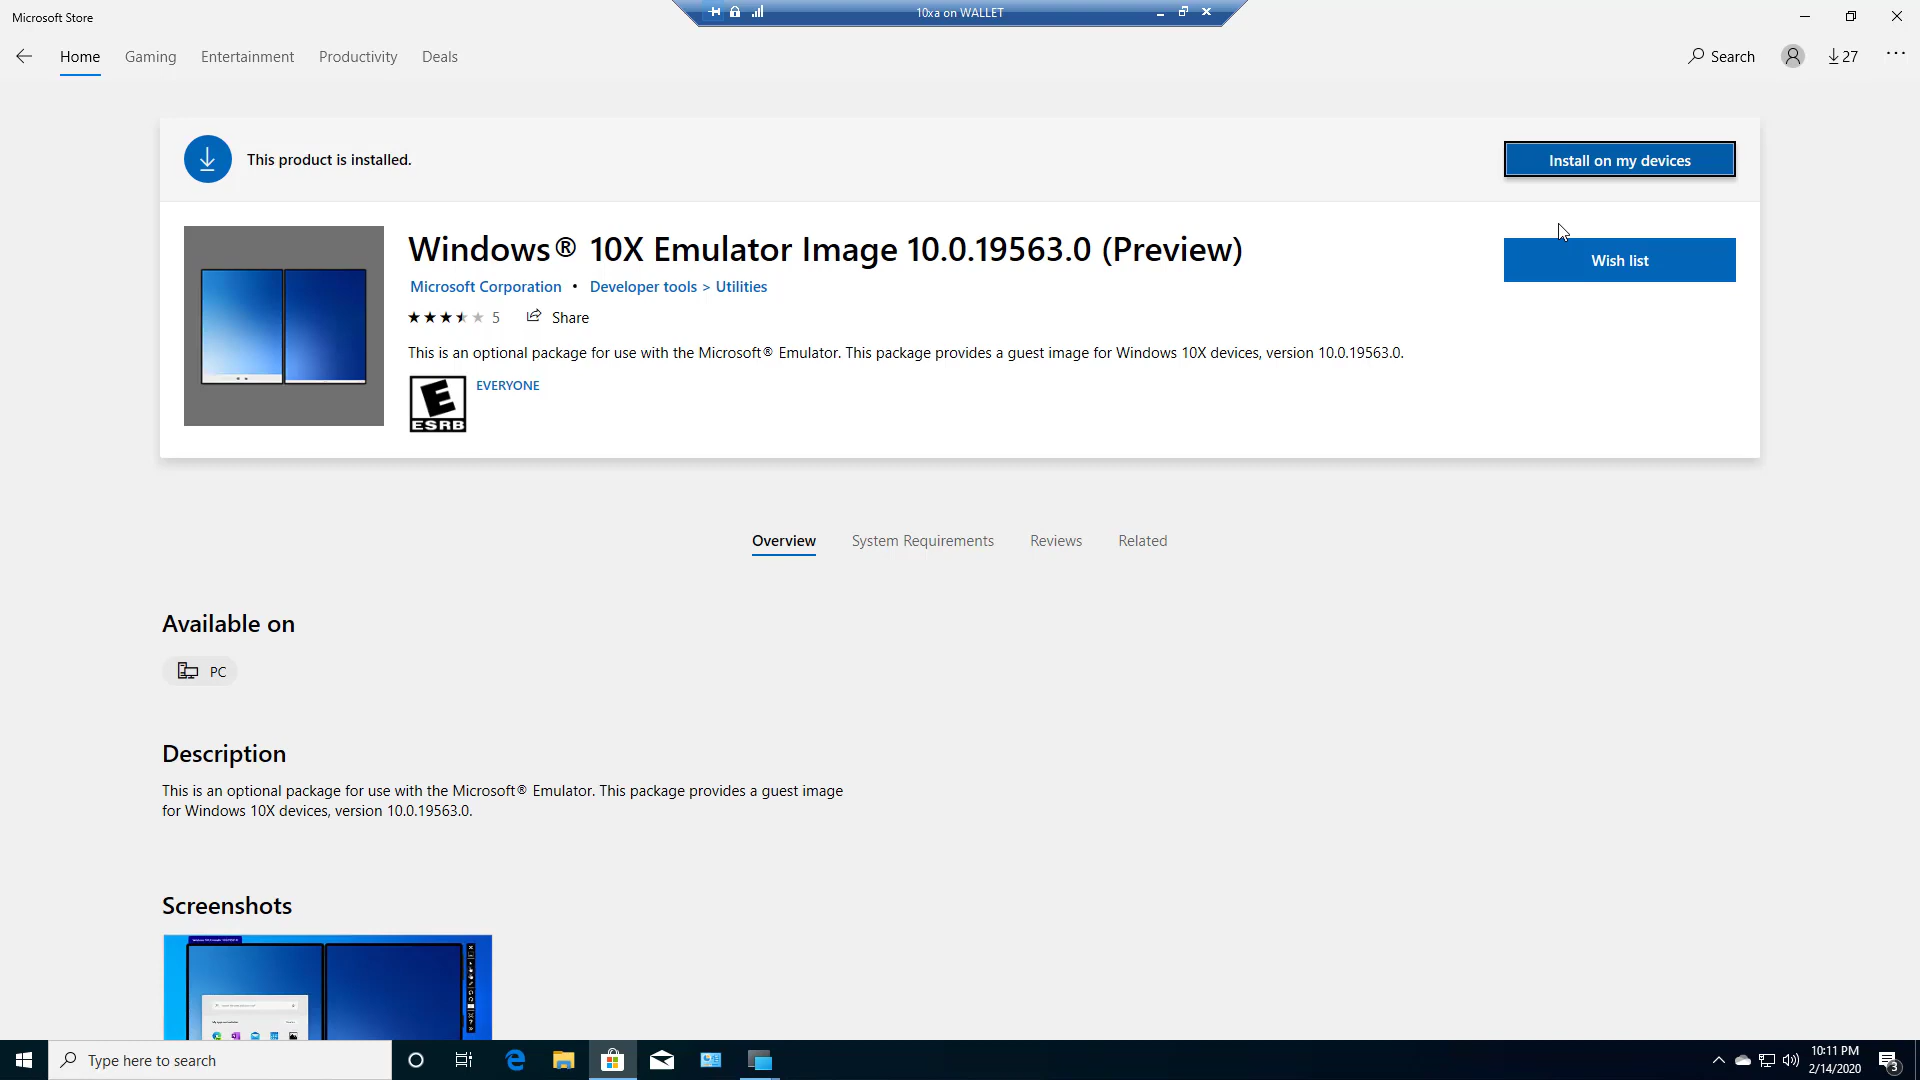 Microsoft Store
10xa on WALLET
Home Gaming Entertainment Productivity Deals
Search
27
This product is installed.
Install on my devices
Windows® 10X Emulator Image 10.0.19563.0 (Preview)
Wish list
Microsoft Corporation • Developer tools > Utilities
5 Share
This is an optional package for use with the Microsoft® Emulator. This package provides a guest image for Windows 10X devices, version 10.0.19563.0.
E
ESRB
EVERYONE
Overview System Requirements Reviews Related
Available on
PC
Description
This is an optional package for use with the Microsoft® Emulator. This package provides a guest image
for Windows 10X devices, version 10.0.19563.0.
Screenshots
Type here to search
10:11 PM
2/14/2020
3